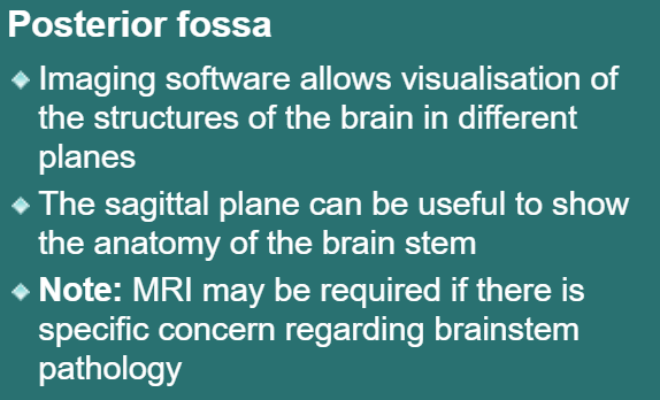 Posterior fossa
Imaging software allows visualisation of
the structures of the brain in different
planes
The sagittal plane can be useful to show
the anatomy of the brain stem
Note: MRI may be required if there is
specific concern regarding brainstem
pathology